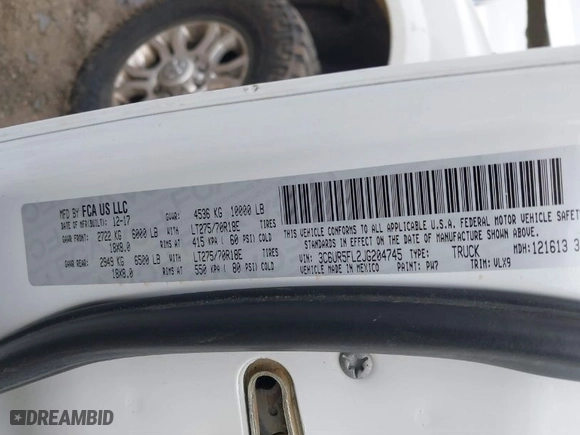 MFD BY FCA US LLC
DATE OF MFR(BUILT): 12-17
GVWR: 4536 KG 10000 LB
GAWR FRONT: 2722 KG 6000 LB WITH LT275/70R18E TIRES
18X8.0 RIMS AT 415 KPA ( 60 PSI)
GAWR REAR: 2948 KG 6500 LB WITH LT275/70R18E TIRES
18X8.0 RIMS AT 550 KPA ( 80 PSI)
THIS VEHICLE CONFORMS TO ALL
APPLICABLE U.S.A. FEDERAL MOTOR VEHICLE SAFETY
STANDARDS IN EFFECT ON THE DATE OF MANUFACTURE SHOWN ABOVE.
VIN: 3C6UR5FL2JG204745
TYPE: TRUCK
MDH: 121613 3
VEHICLE MADE IN MEXICO
PAINT: PW7
TRIM: VLX9
DREAMBID